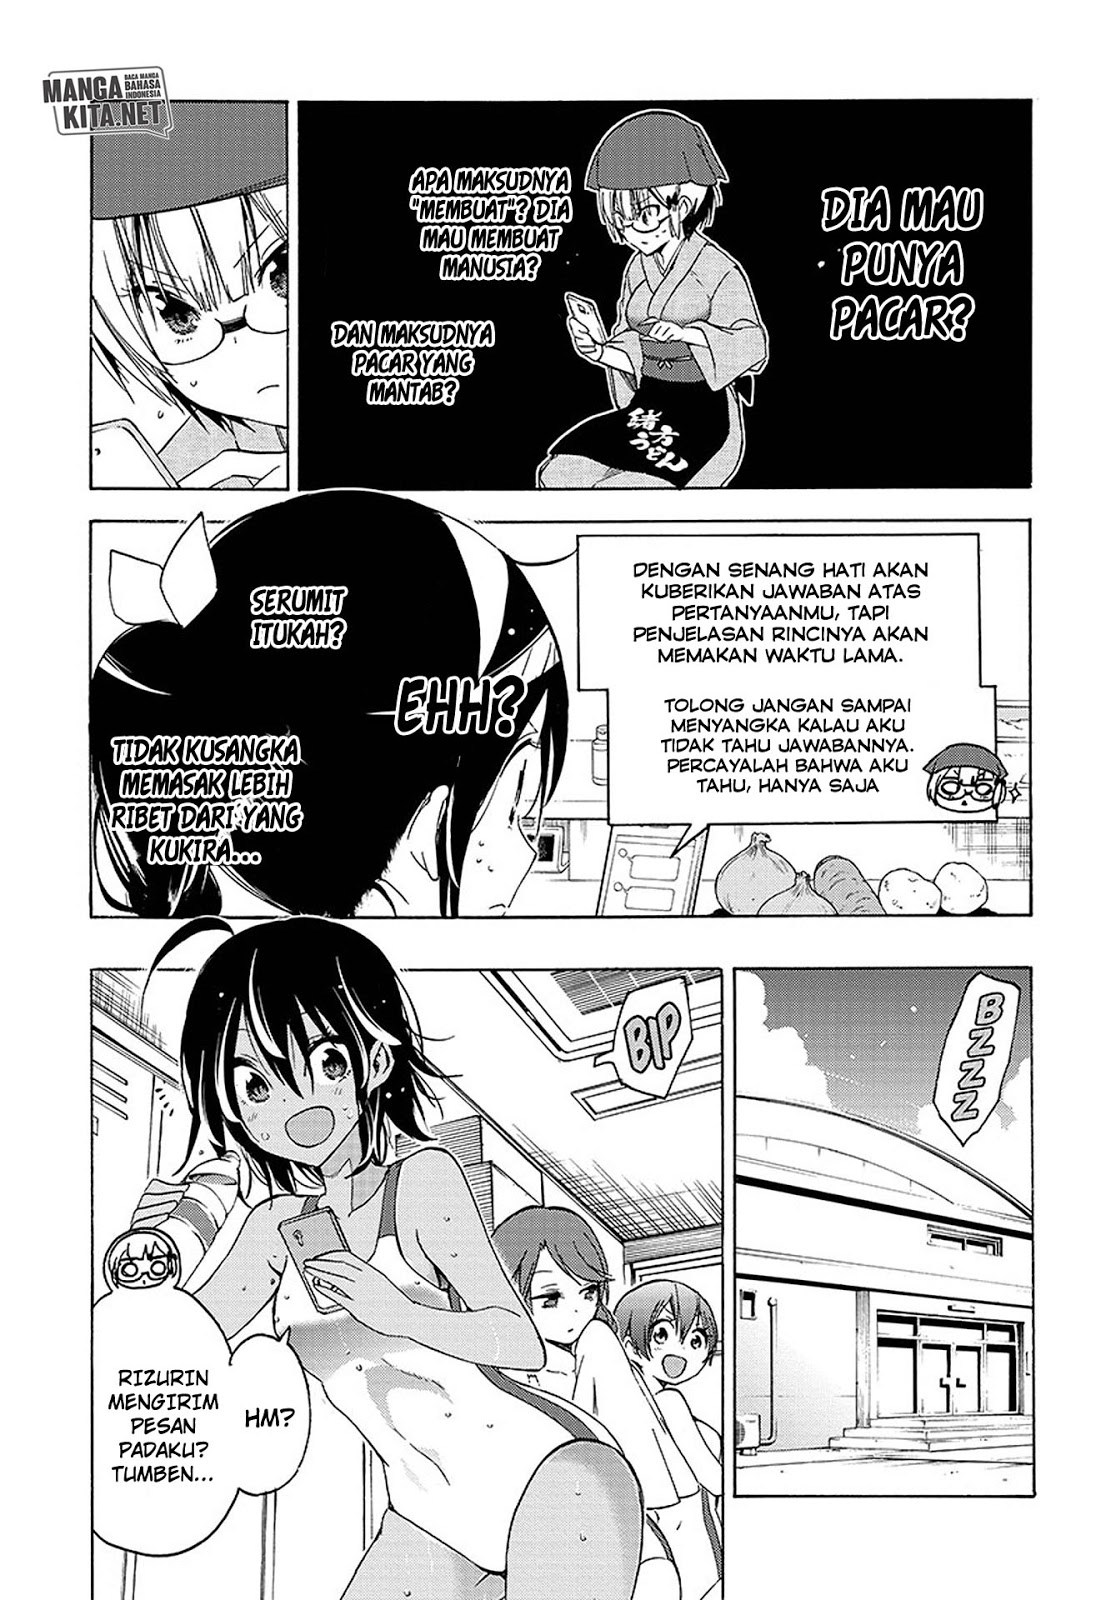 MANGA
KITA.NET
BACA MANGA
BAHASA
INDONESIA
DIA MAU
PUNYA
PACAR?
APA MAKSUDNYA
"MEMBUAT"? DIA
MAU MEMBUAT
MANUSIA?
DAN MAKSUDNYA
PACAR YANG
MANTAB?
緒方
うどん
DENGAN SENANG HATI AKAN
KUBERIKAN JAWABAN ATAS
PERTANYAANMU, TAPI
PENJELASAN RINCINYA AKAN
MEMAKAN WAKTU LAMA.
TOLONG JANGAN SAMPAI
MENYANGKA KALAU AKU
TIDAK TAHU JAWABANNYA.
PERCAYALAH BAHWA AKU
TAHU, HANYA SAJA
SERUMIT
ITUKAH?
EHH?
TIDAK KUSANGKA
MEMASAK LEBIH
RIBET DARI YANG
KUKIRA...
BZZZ
BIP
HM?
RIZURIN
MENGIRIM
PESAN
PADAKU?
TUMBEN...